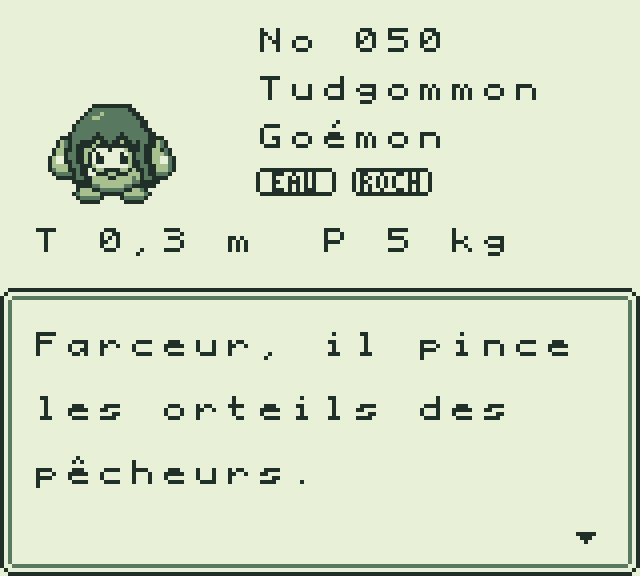 No 050
Tudgommon
Goémon
EAU ROCH
T 0,3 m P 5 kg
Farceur, il pince
les orteils des
pêcheurs.